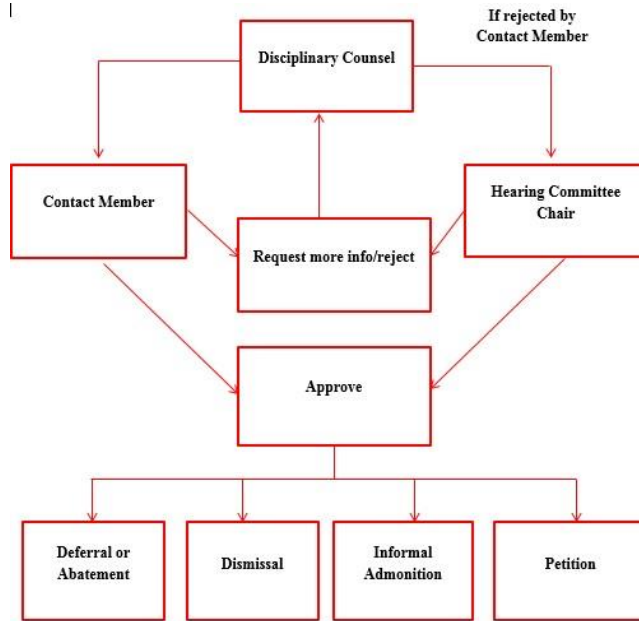 If rejected by
Contact Member
Disciplinary Counsel
Contact Member
Hearing Committee
Chair
Request more info/reject
Approve
Deferral or
Abatement
Dismissal
Informal
Admonition
Petition